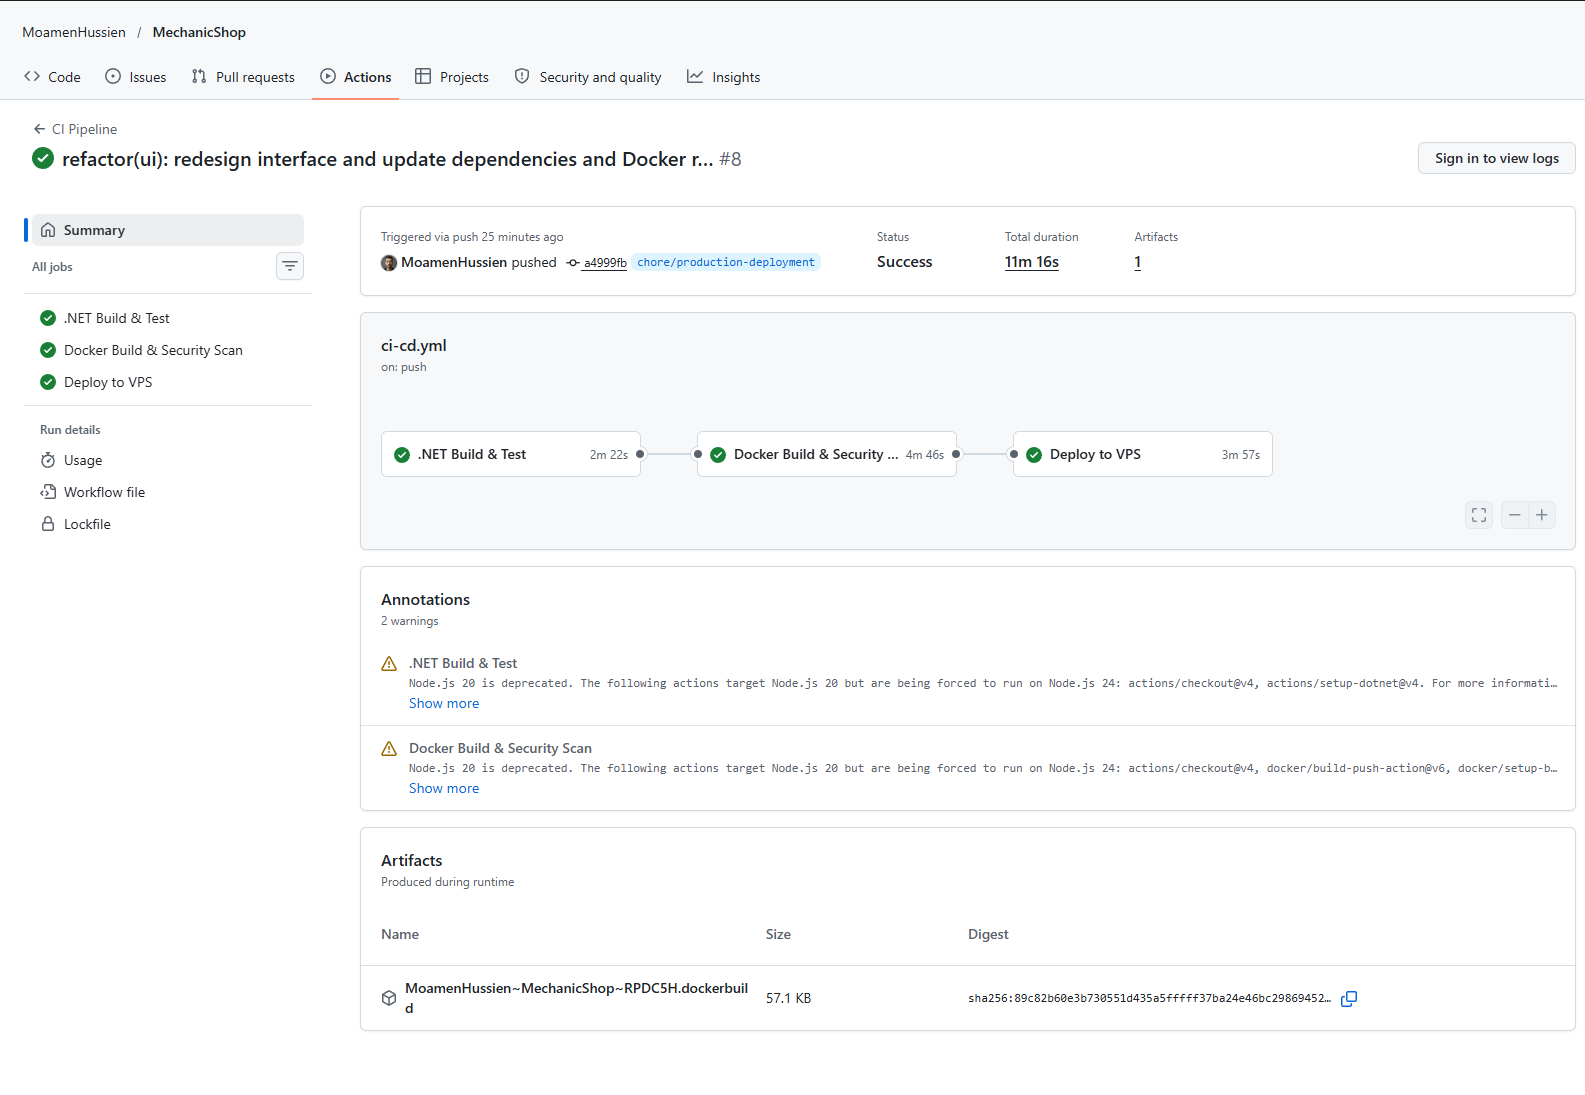 MoamenHussien / MechanicShop
Code Issues Pull requests Actions Projects Security and quality Insights
CI Pipeline
refactor(ui): redesign interface and update dependencies and Docker r... #8
Sign in to view logs
Summary
All jobs
.NET Build & Test
Docker Build & Security Scan
Deploy to VPS
Run details
Usage
Workflow file
Lockfile
Triggered via push 25 minutes ago
MoamenHussien pushed a4999fb chore/production-deployment
Status
Success
Total duration
11m 16s
Artifacts
1
ci-cd.yml
on: push
.NET Build & Test 2m 22s
Docker Build & Security ... 4m 46s
Deploy to VPS 3m 57s
Annotations
2 warnings
.NET Build & Test
Node.js 20 is deprecated. The following actions target Node.js 20 but are being forced to run on Node.js 24: actions/checkout@v4, actions/setup-dotnet@v4. For more informati…
Show more
Docker Build & Security Scan
Node.js 20 is deprecated. The following actions target Node.js 20 but are being forced to run on Node.js 24: actions/checkout@v4, docker/build-push-action@v6, docker/setup-b…
Show more
Artifacts
Produced during runtime
Name Size Digest
MoamenHussien~MechanicShop~RPDC5H.dockerbuil
d
57.1 KB
sha256:89c82b60e3b730551d435a5fffff37ba24e46bc29869452…